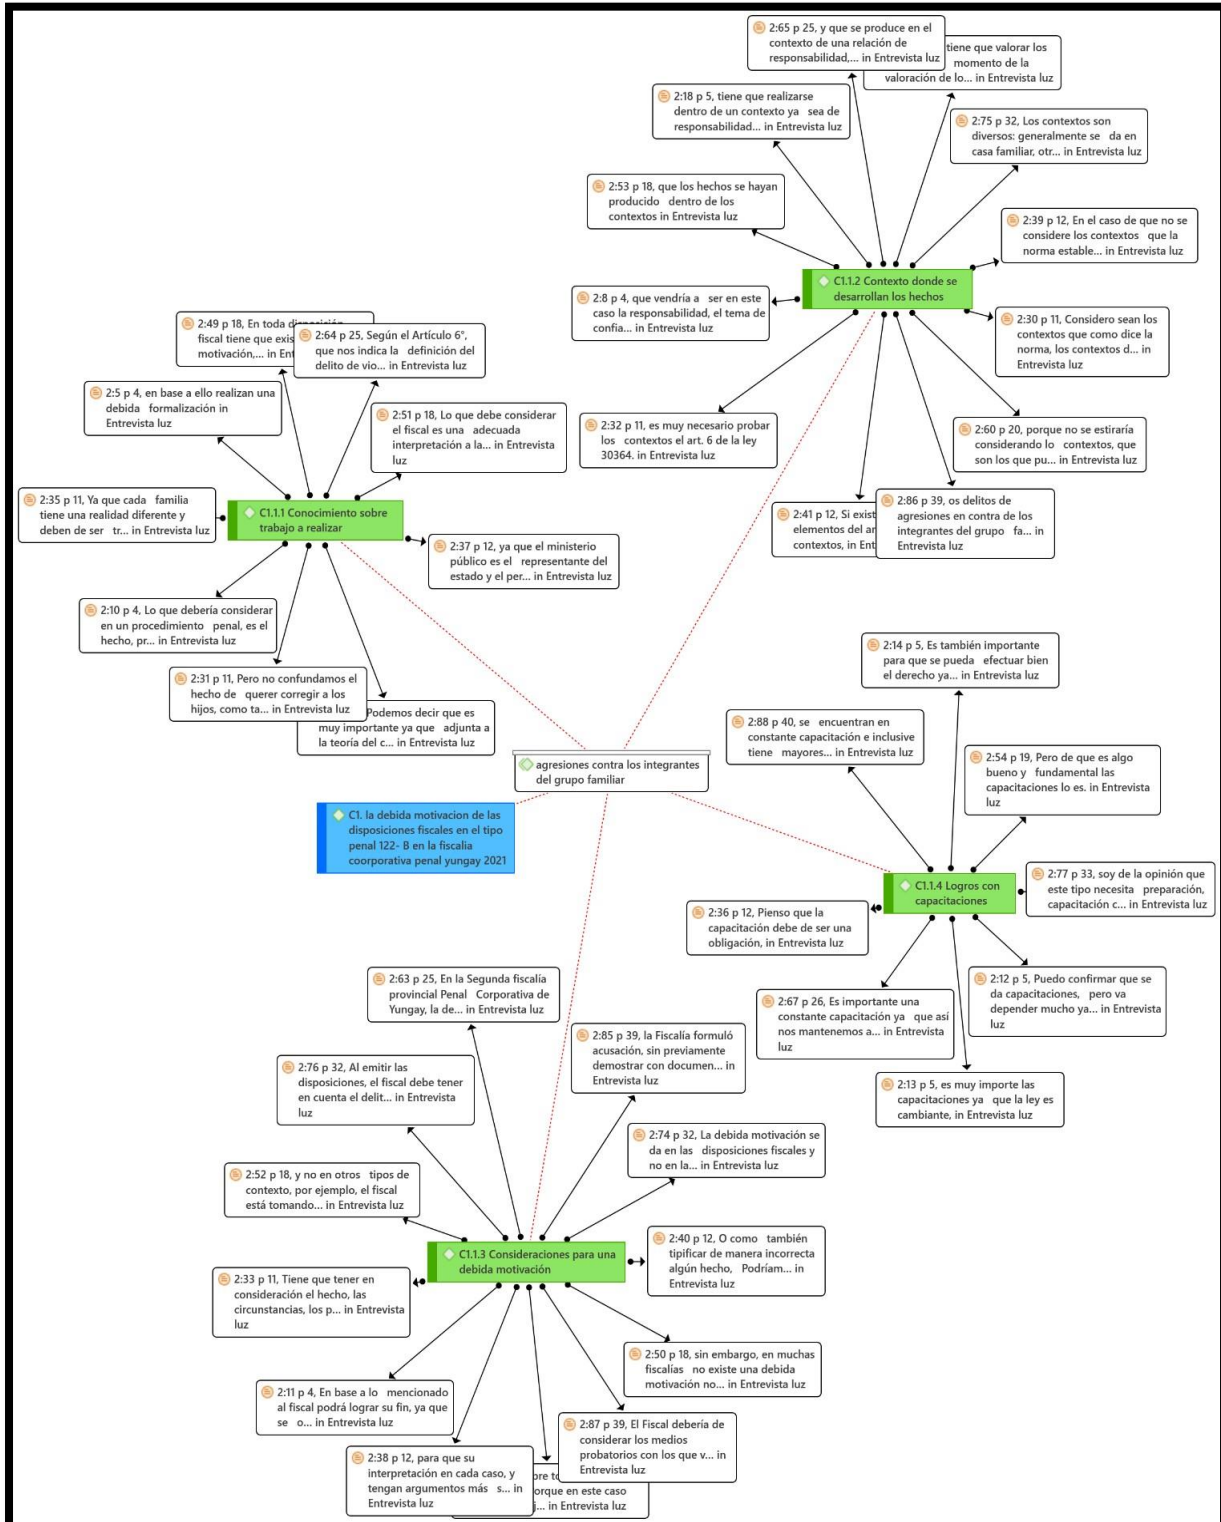 2:65 p 25, y que se produce en el
contexto de una relación de
responsabilidad,... in Entrevista luz
tiene que valorar los
momento de la
valoración de lo... in Entrevista luz
2:18 p 5, tiene que realizarse
dentro de un contexto ya sea de
responsabilidad... in Entrevista luz
2:75 p 32, Los contextos son
diversos: generalmente se da en
casa familiar, otr... in Entrevista luz
2:53 p 18, que los hechos se hayan
producido dentro de los
contextos in Entrevista luz
2:39 p 12, En el caso de que no se
considere los contextos que la
norma estable... in Entrevista
luz
C1.1.2 Contexto donde se
desarrollan los hechos
2:8 p 4, que vendría a ser en este
caso la responsabilidad, el tema de
confia... in Entrevista luz
2:30 p 11, Considero sean los
contextos que como dice la
norma, los contextos d... in
Entrevista luz
2:49 p 18, En toda disposición
fiscal tiene que exis
motivación,... in Ent
2:64 p 25, Según el Artículo 6°,
que nos indica la definición del
delito de vio... in Entrevista luz
2:5 p 4, en base a ello realizan una
debida formalización in
Entrevista luz
2:51 p 18, Lo que debe considerar
el fiscal es una adecuada
interpretación a la... in Entrevista
luz
2:32 p 11, es muy necesario probar
los contextos el art. 6 de la ley
30364. in Entrevista luz
2:60 p 20, porque no se estiraría
considerando lo contextos, que
son los que pu... in Entrevista
luz
2:35 p 11, Ya que cada familia
tiene una realidad diferente y
deben de ser tr... in Entrevista luz
C1.1.1 Conocimiento sobre
trabajo a realizar
2:41 p 12, Si exist
elementos del ar
contextos, in Ent
2:86 p 39, os delitos de
agresiones en contra de los
integrantes del grupo fa... in
Entrevista luz
2:37 p 12, ya que el ministerio
público es el representante del
estado y el per... in Entrevista luz
2:10 p 4, Lo que debería considerar
en un procedimiento penal, es el
hecho, pr... in Entrevista luz
2:31 p 11, Pero no confundamos el
hecho de querer corregir a los
hijos, como ta... in Entrevista luz
Podemos decir que es
muy importante ya que adjunta a
la teoría del c... in Entrevista luz
2:14 p 5, Es también importante
para que se pueda efectuar bien
el derecho ya... in Entrevista luz
2:88 p 40, se encuentran en
constante capacitación e inclusive
tiene mayores... in Entrevista luz
2:54 p 19, Pero de que es algo
bueno y fundamental las
capacitaciones lo es. in Entrevista
luz
agresiones contra los integrantes
del grupo familiar
C1. la debida motivacion de las
disposiciones fiscales en el tipo
penal 122- B en la fiscalia
coorporativa penal yungay 2021
C1.1.4 Logros con
capacitaciones
2:77 p 33, soy de la opinión que
este tipo necesita preparación,
capacitación c... in Entrevista luz
2:36 p 12, Pienso que la
capacitación debe de ser una
obligación, in Entrevista luz
2:12 p 5, Puedo confirmar que se
da capacitaciones, pero va
depender mucho ya... in Entrevista
luz
2:67 p 26, Es importante una
constante capacitación ya que así
nos mantenemos a... in Entrevista
luz
2:13 p 5, es muy importe las
capacitaciones ya que la ley es
cambiante, in Entrevista luz
2:63 p 25, En la Segunda fiscalía
provincial Penal Corporativa de
Yungay, la de... in Entrevista luz
2:85 p 39, la Fiscalía formuló
acusación, sin previamente
demostrar con documen... in
Entrevista luz
2:76 p 32, Al emitir las
disposiciones, el fiscal debe tener
en cuenta el delit... in Entrevista
luz
2:74 p 32, La debida motivación se
da en las disposiciones fiscales y
no en la... in Entrevista luz
2:52 p 18, y no en otros tipos de
contexto, por ejemplo, el fiscal
está tomando... in Entrevista luz
C1.1.3 Consideraciones para una
debida motivación
2:40 p 12, O como también
tipificar de manera incorrecta
algún hecho, Podríam... in
Entrevista luz
2:33 p 11, Tiene que tener en
consideración el hecho, las
circunstancias, los p... in Entrevista
luz
2:50 p 18, sin embargo, en muchas
fiscalías no existe una debida
motivación no... in Entrevista luz
2:11 p 4, En base a lo mencionado
al fiscal podrá lograr su fin, ya que
se o... in Entrevista luz
2:87 p 39, El Fiscal debería de
considerar los medios
probatorios con los que v... in
Entrevista luz
2:38 p 12, para que su
interpretación en cada caso, y
tengan argumentos más s... in
Entrevista luz
bre to
orque en este caso
j... in Entrevista luz